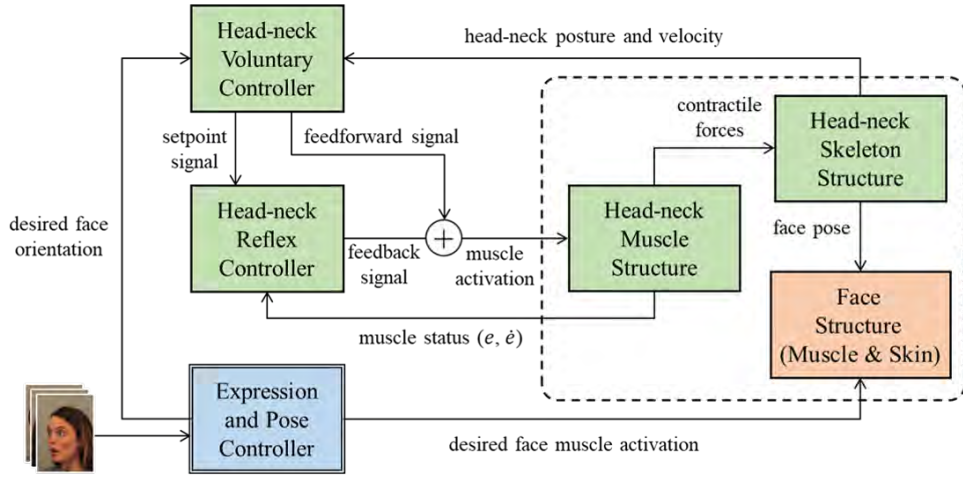 Head-neck
Voluntary
Controller
head-neck posture and velocity
contractile
forces
Head-neck
Skeleton
Structure
setpoint
signal
feedforward signal
desired face
orientation
Head-neck
Reflex
Controller
feedback
signal
+
muscle
activation
Head-neck
Muscle
Structure
face pose
muscle status (e, ė)
Face
Structure
(Muscle & Skin)
Expression
and Pose
Controller
desired face muscle activation